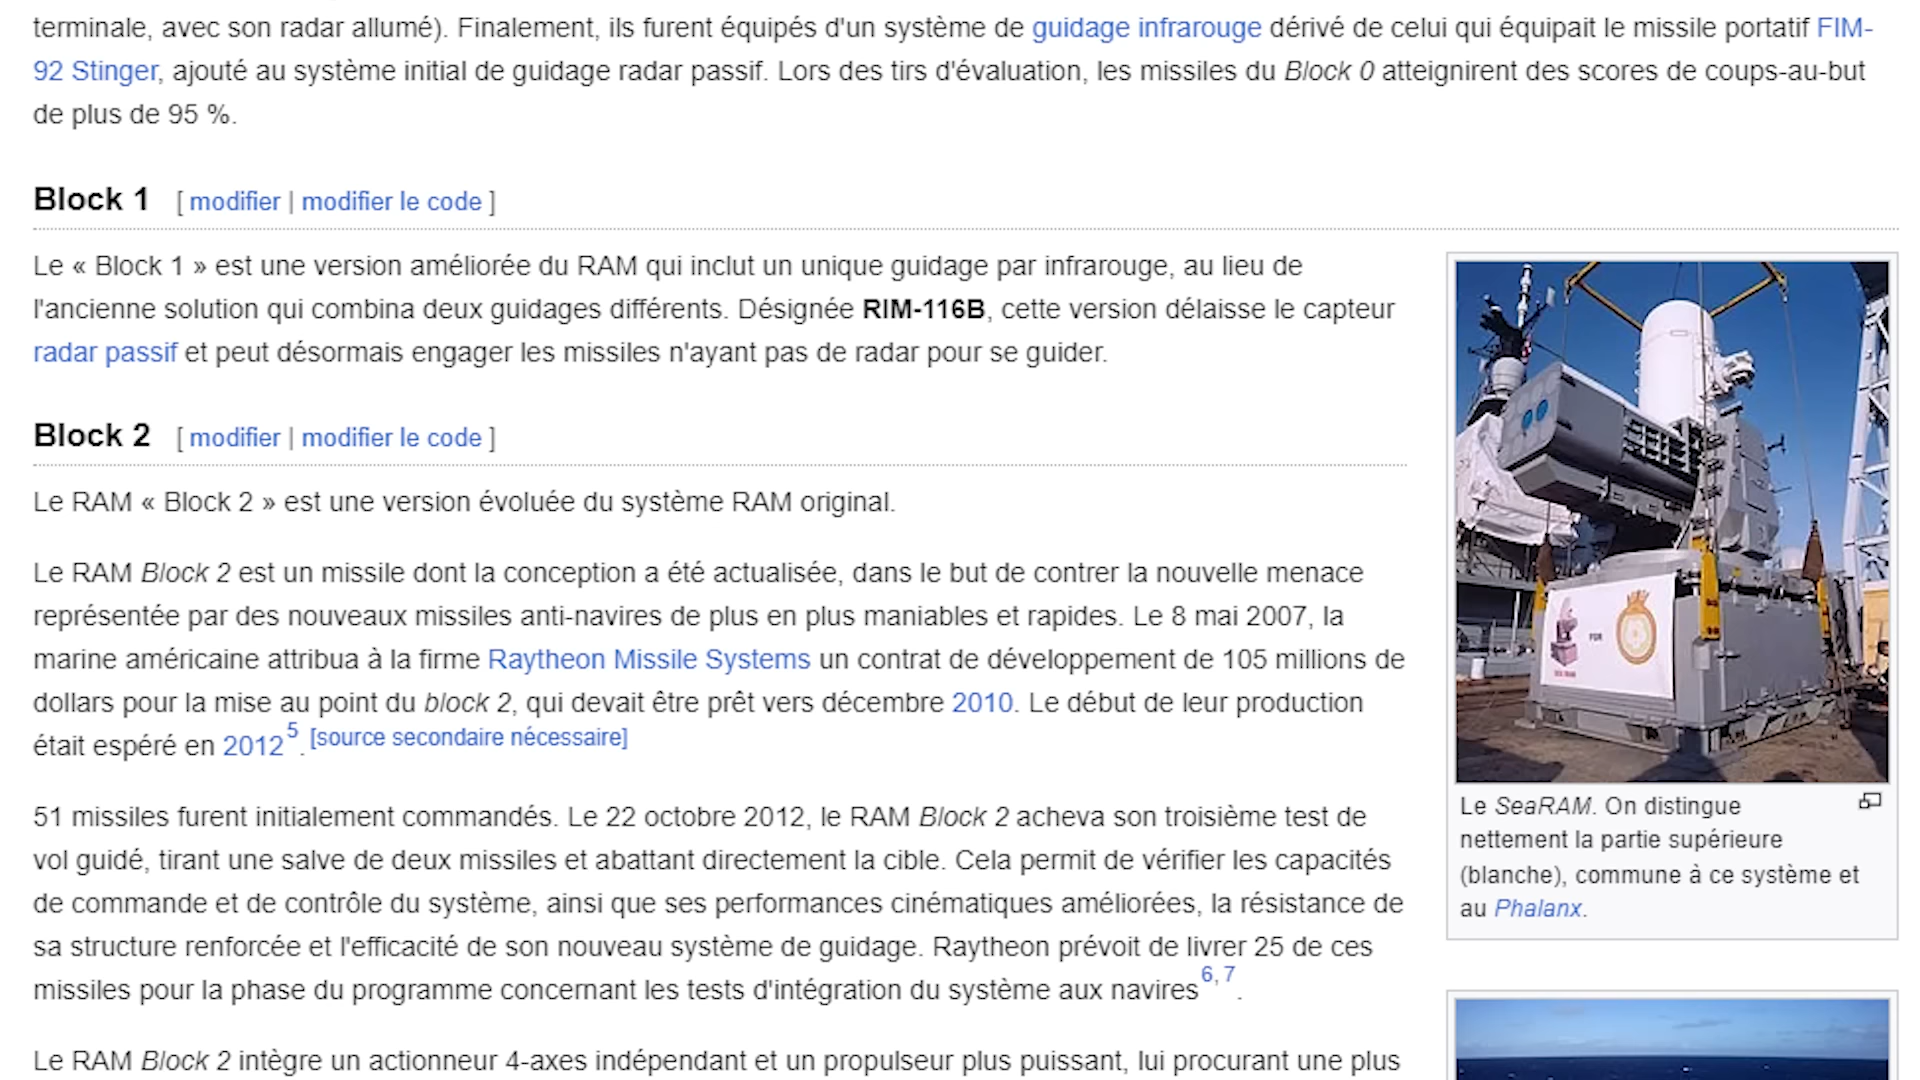 terminale, avec son radar allumé). Finalement, ils furent équipés d'un système de guidage infrarouge dérivé de celui qui équipait le missile portatif FIM-
92 Stinger, ajouté au système initial de guidage radar passif. Lors des tirs d'évaluation, les missiles du Block 0 atteignirent des scores de coups-au-but
de plus de 95 %.
Block 1 [ modifier | modifier le code ]
Le « Block 1 » est une version améliorée du RAM qui inclut un unique guidage par infrarouge, au lieu de
l'ancienne solution qui combina deux guidages différents. Désignée RIM-116B, cette version délaisse le capteur
radar passif et peut désormais engager les missiles n'ayant pas de radar pour se guider.
Block 2 [ modifier | modifier le code ]
Le RAM « Block 2 » est une version évoluée du système RAM original.
Le RAM Block 2 est un missile dont la conception a été actualisée, dans le but de contrer la nouvelle menace
représentée par des nouveaux missiles anti-navires de plus en plus maniables et rapides. Le 8 mai 2007, la
marine américaine attribua à la firme Raytheon Missile Systems un contrat de développement de 105 millions de
dollars pour la mise au point du block 2, qui devait être prêt vers décembre 2010. Le début de leur production
était espéré en 2012 5. [source secondaire nécessaire]
51 missiles furent initialement commandés. Le 22 octobre 2012, le RAM Block 2 acheva son troisième test de
vol guidé, tirant une salve de deux missiles et abattant directement la cible. Cela permit de vérifier les capacités
de commande et de contrôle du système, ainsi que ses performances cinématiques améliorées, la résistance de
sa structure renforcée et l'efficacité de son nouveau système de guidage. Raytheon prévoit de livrer 25 de ces
missiles pour la phase du programme concernant les tests d'intégration du système aux navires 6, 7.
Le RAM Block 2 intègre un actionneur 4-axes indépendant et un propulseur plus puissant, lui procurant une plus
FOR
Le SeaRAM. On distingue
nettement la partie supérieure
(blanche), commune à ce système et
au Phalanx.